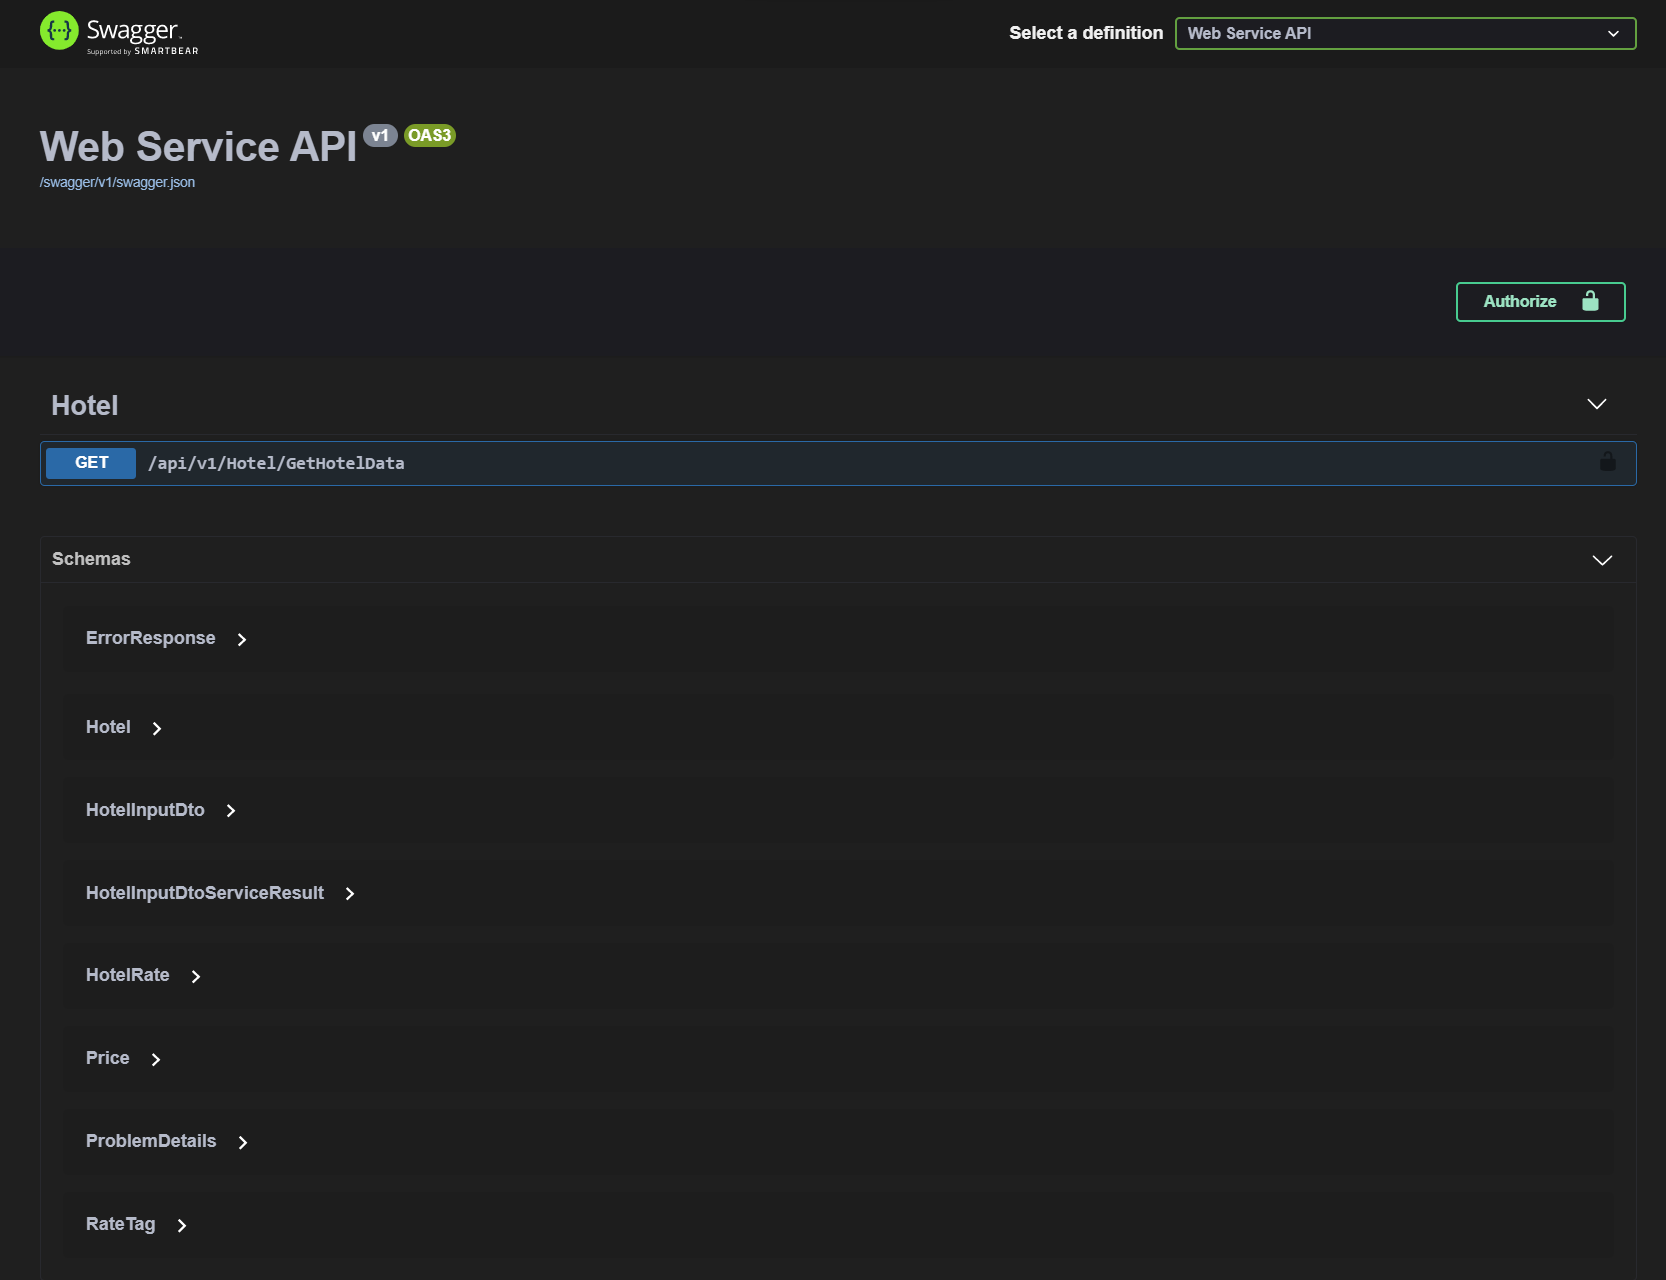 Swagger™
Supported by SMARTBEAR
Select a definition
Web Service API
Web Service API v1 OAS3
/swagger/v1/swagger.json
Authorize
Hotel
GET /api/v1/Hotel/GetHotelData
Schemas
ErrorResponse
Hotel
HotelInputDto
HotelInputDtoServiceResult
HotelRate
Price
ProblemDetails
RateTag